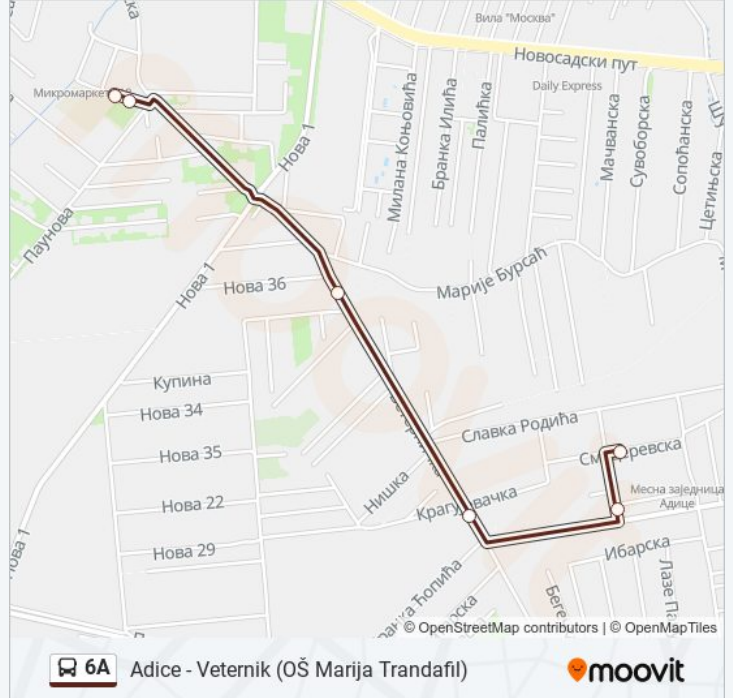 Вила "Москва"
Новосадски пут
Микромаркет
Daily Express
Нова 1
Милана Коњовића
Бранка Илића
Палићка
Мачванска
Сувоборска
Сопоћанска
Цетињска
Паунова
Нова 1
Нова 36
Марије Бурсаћ
Купина
Нова 34
Славка Родића
Нова 35
Месна заједница
Адице
Нишка
Нова 22
Нова 29
Ибарска
© OpenStreetMap contributors | © OpenMapTiles
6A Adice - Veternik (OŠ Marija Trandafil)
moovit